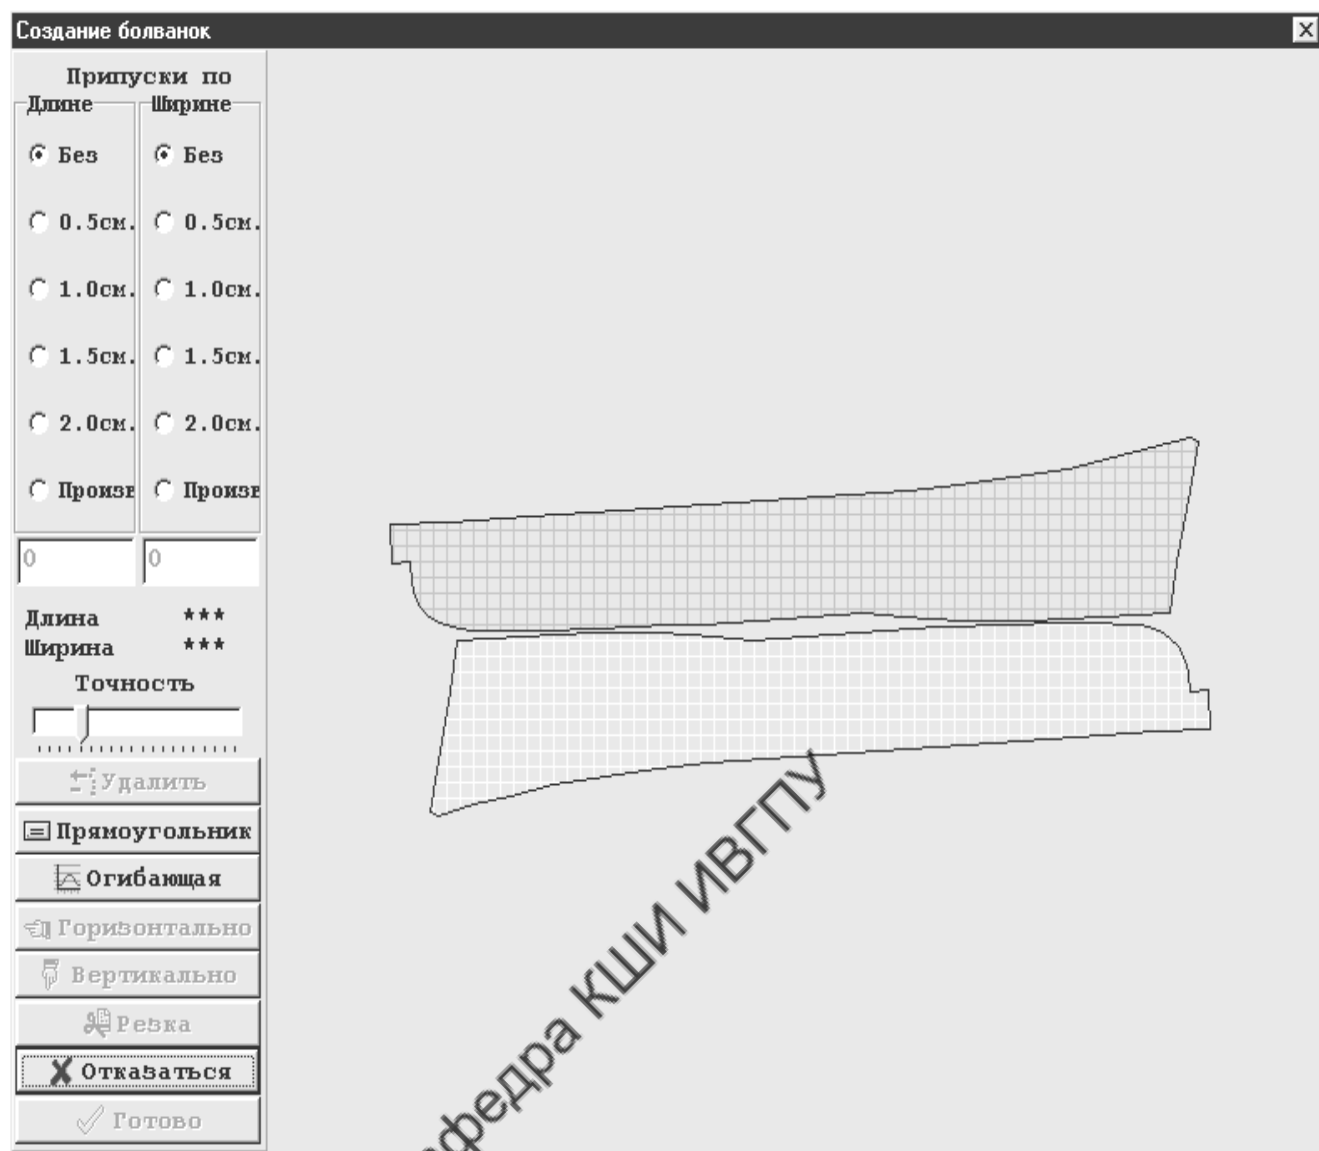 Создание болванок
Припуски по
Длине Ширине
Без Без
0.5см. 0.5см.
1.0см. 1.0см.
1.5см. 1.5см.
2.0см. 2.0см.
Произв Произв
0 0
Длина ***
Ширина ***
Точность
Удалить
Прямоугольник
Огибающая
Горизонтально
Вертикально
Резка
Отказаться
Готово
афедра КШИ ИВГПУ